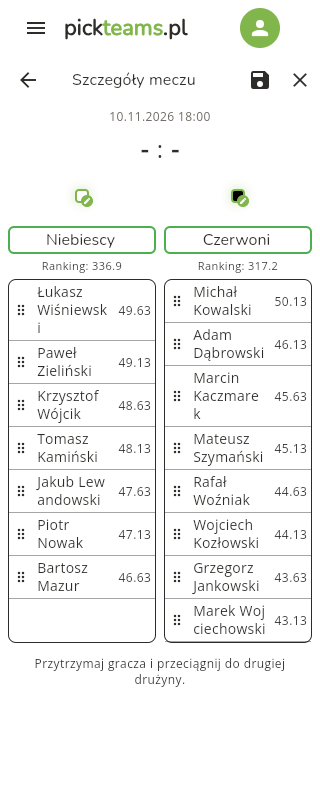 pickteams.pl
Szczegóły meczu
10.11.2026 18:00
- : -
Niebiescy
Ranking: 336.9
Łukasz
Wiśniewsk
i
49.63
Paweł
Zieliński
49.13
Krzysztof
Wójcik
48.63
Tomasz
Kamiński
48.13
Jakub Lew
andowski
47.63
Piotr
Nowak
47.13
Bartosz
Mazur
46.63
Czerwoni
Ranking: 317.2
Michał
Kowalski
50.13
Adam
Dąbrowski
46.13
Marcin
Kaczmare
k
45.63
Mateusz
Szymański
45.13
Rafał
Woźniak
44.63
Wojciech
Kozłowski
44.13
Grzegorz
Jankowski
43.63
Marek Woj
ciechowski
43.13
Przytrzymaj gracza i przeciągnij do drugiej
drużyny.